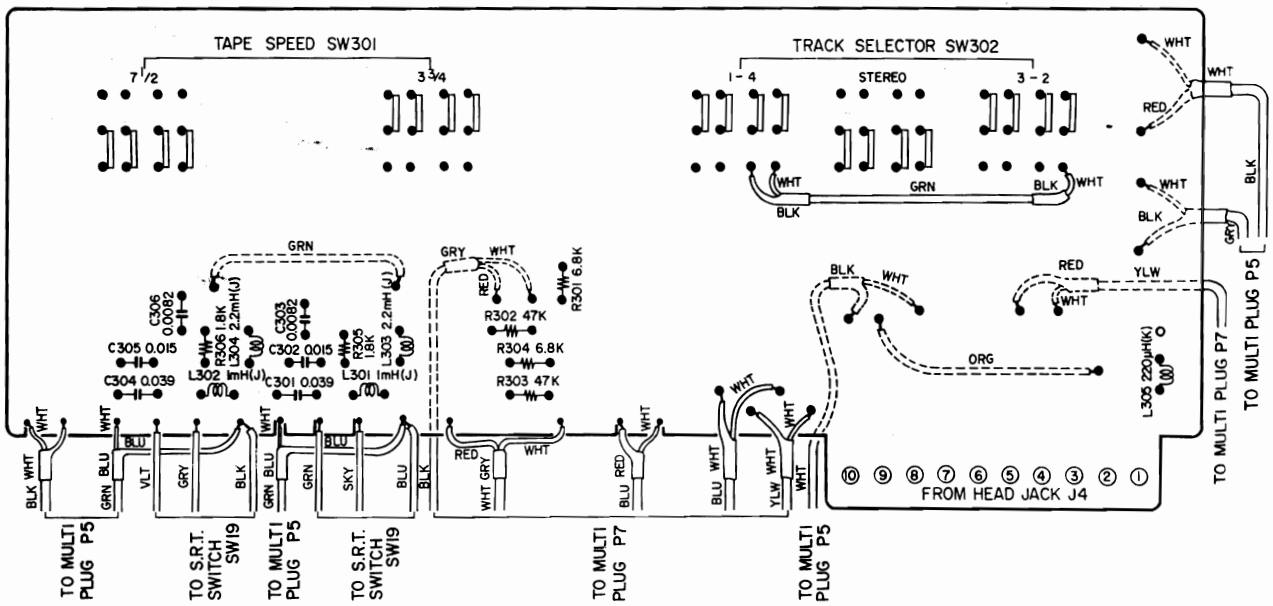 TAPE SPEED SW301
TRACK SELECTOR SW302
7 1/2
3 3/4
1 - 4
STEREO
3 - 2
WHT
RED
WHT
BLK
WHT
BLK
GRY
WHT
BLK
GRN
BLK
WHT
TO MULTI PLUG P5
GRN
GRY
WHT
RED
R301 6.8K
BLK
WHT
RED
WHT
YLW
TO MULTI PLUG P7
C306
0.0082
R306 1.8K
L304 2.2mH(J)
C303
0.0082
R305
1.8K
L303 2.2mH(J)
R302 47K
C305 0.015
C302 0.015
R304 6.8K
C304 0.039
L302 1mH(J)
C301 0.039
L301 1mH(J)
R303 47K
ORG
L305 220μH(K)
WHT
WHT
BLK
WHT
BLU
BLU
GRN
VLT
GRY
BLK
WHT
BLU
BLU
GRN
GRN
SKY
BLU
BLK
RED
WHT
GRY
WHT
RED
WHT
BLU
WHT
WHT
BLU
WHT
WHT
YLW
WHT
WHT
10 9 8 7 6 5 4 3 2 1
FROM HEAD JACK J4
TO MULTI
PLUG P5
TO S.R.T.
SWITCH
SW19
TO MULTI
PLUG P5
TO S.R.T.
SWITCH
SW19
TO MULTI
PLUG P7
TO MULTI
PLUG P5